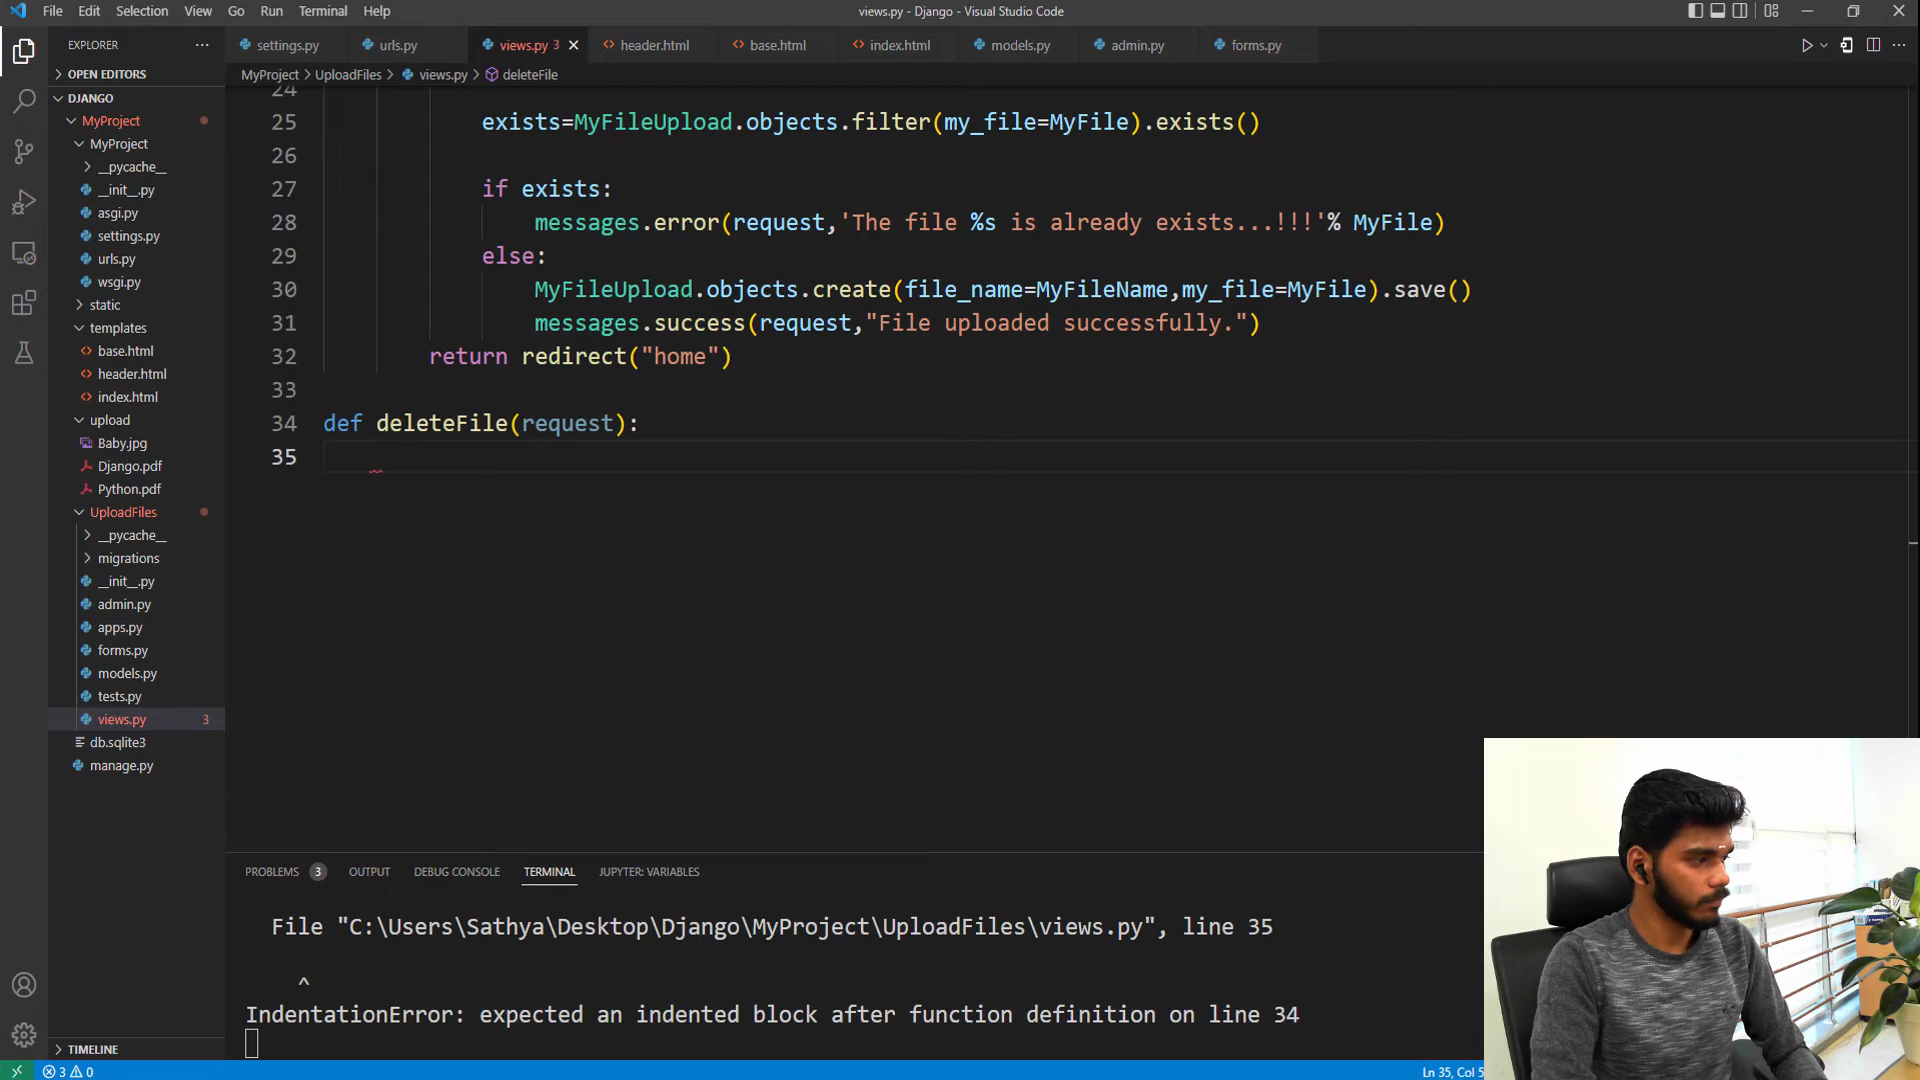 File Edit Selection View Go Run Terminal Help
views.py - Django - Visual Studio Code
EXPLORER
settings.py urls.py views.py 3 header.html base.html index.html models.py admin.py forms.py
OPEN EDITORS
MyProject > UploadFiles > views.py > deleteFile
DJANGO
MyProject
MyProject
__pycache__
__init__.py
asgi.py
settings.py
urls.py
wsgi.py
static
templates
base.html
header.html
index.html
upload
Baby.jpg
Django.pdf
Python.pdf
UploadFiles
__pycache__
migrations
__init__.py
admin.py
apps.py
forms.py
models.py
tests.py
views.py 3
db.sqlite3
manage.py
TIMELINE
24
25 exists=MyFileUpload.objects.filter(my_file=MyFile).exists()
26
27 if exists:
28 messages.error(request,'The file %s is already exists...!!!'% MyFile)
29 else:
30 MyFileUpload.objects.create(file_name=MyFileName,my_file=MyFile).save()
31 messages.success(request,"File uploaded successfully.")
32 return redirect("home")
33
34 def deleteFile(request):
35
PROBLEMS 3 OUTPUT DEBUG CONSOLE TERMINAL JUPYTER: VARIABLES
File "C:\Users\Sathya\Desktop\Django\MyProject\UploadFiles\views.py", line 35
^
IndentationError: expected an indented block after function definition on line 34
3 0
Ln 35, Col 5